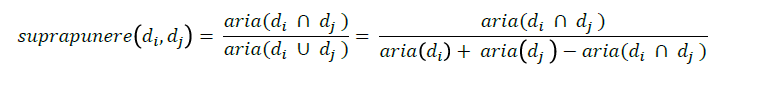 suprapunere(d_i, d_j) = aria(d_i ∩ d_j) / aria(d_i ∪ d_j) = aria(d_i ∩ d_j) / aria(d_i) + aria(d_j) − aria(d_i ∩ d_j)